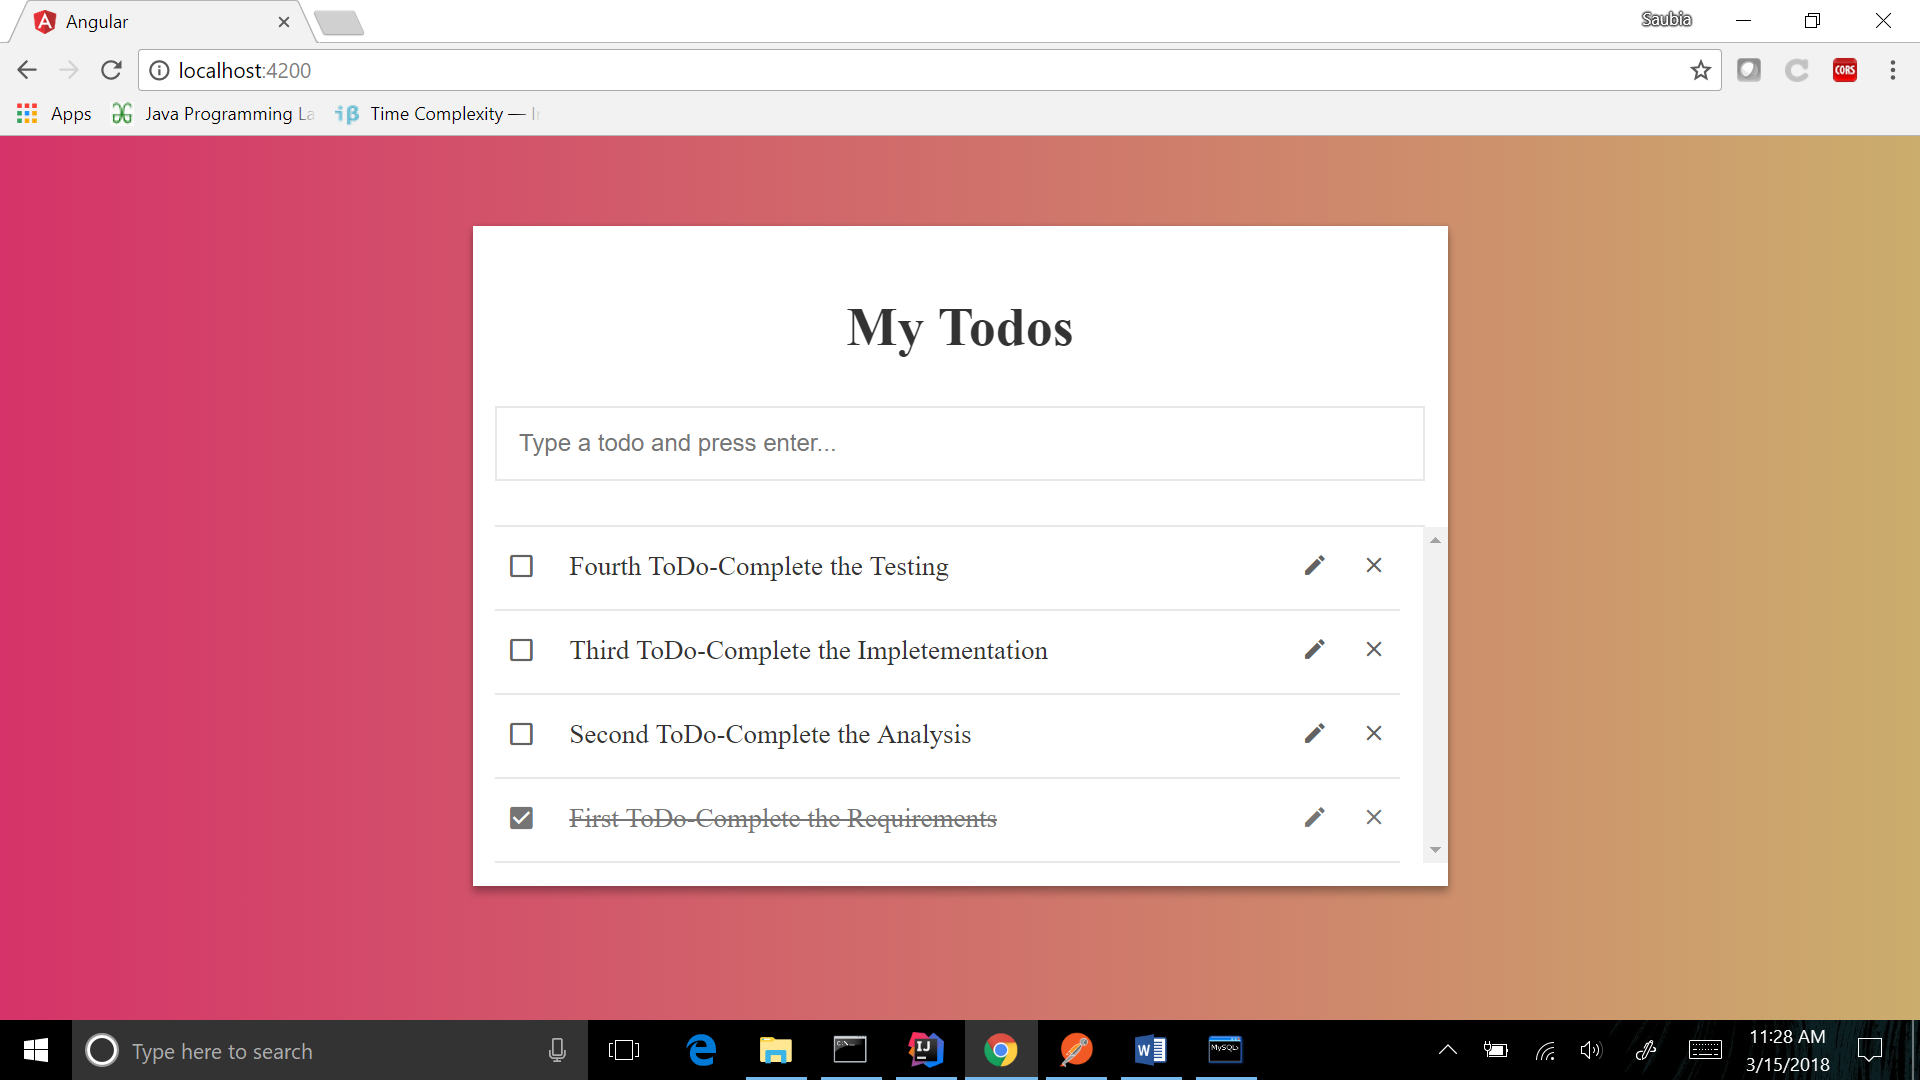 Angular
Saubia
localhost:4200
CORS
Apps
Java Programming La
Time Complexity — In
My Todos
Type a todo and press enter...
Fourth ToDo-Complete the Testing
Third ToDo-Complete the Impletementation
Second ToDo-Complete the Analysis
First ToDo-Complete the Requirements
Type here to search
11:28 AM
3/15/2018